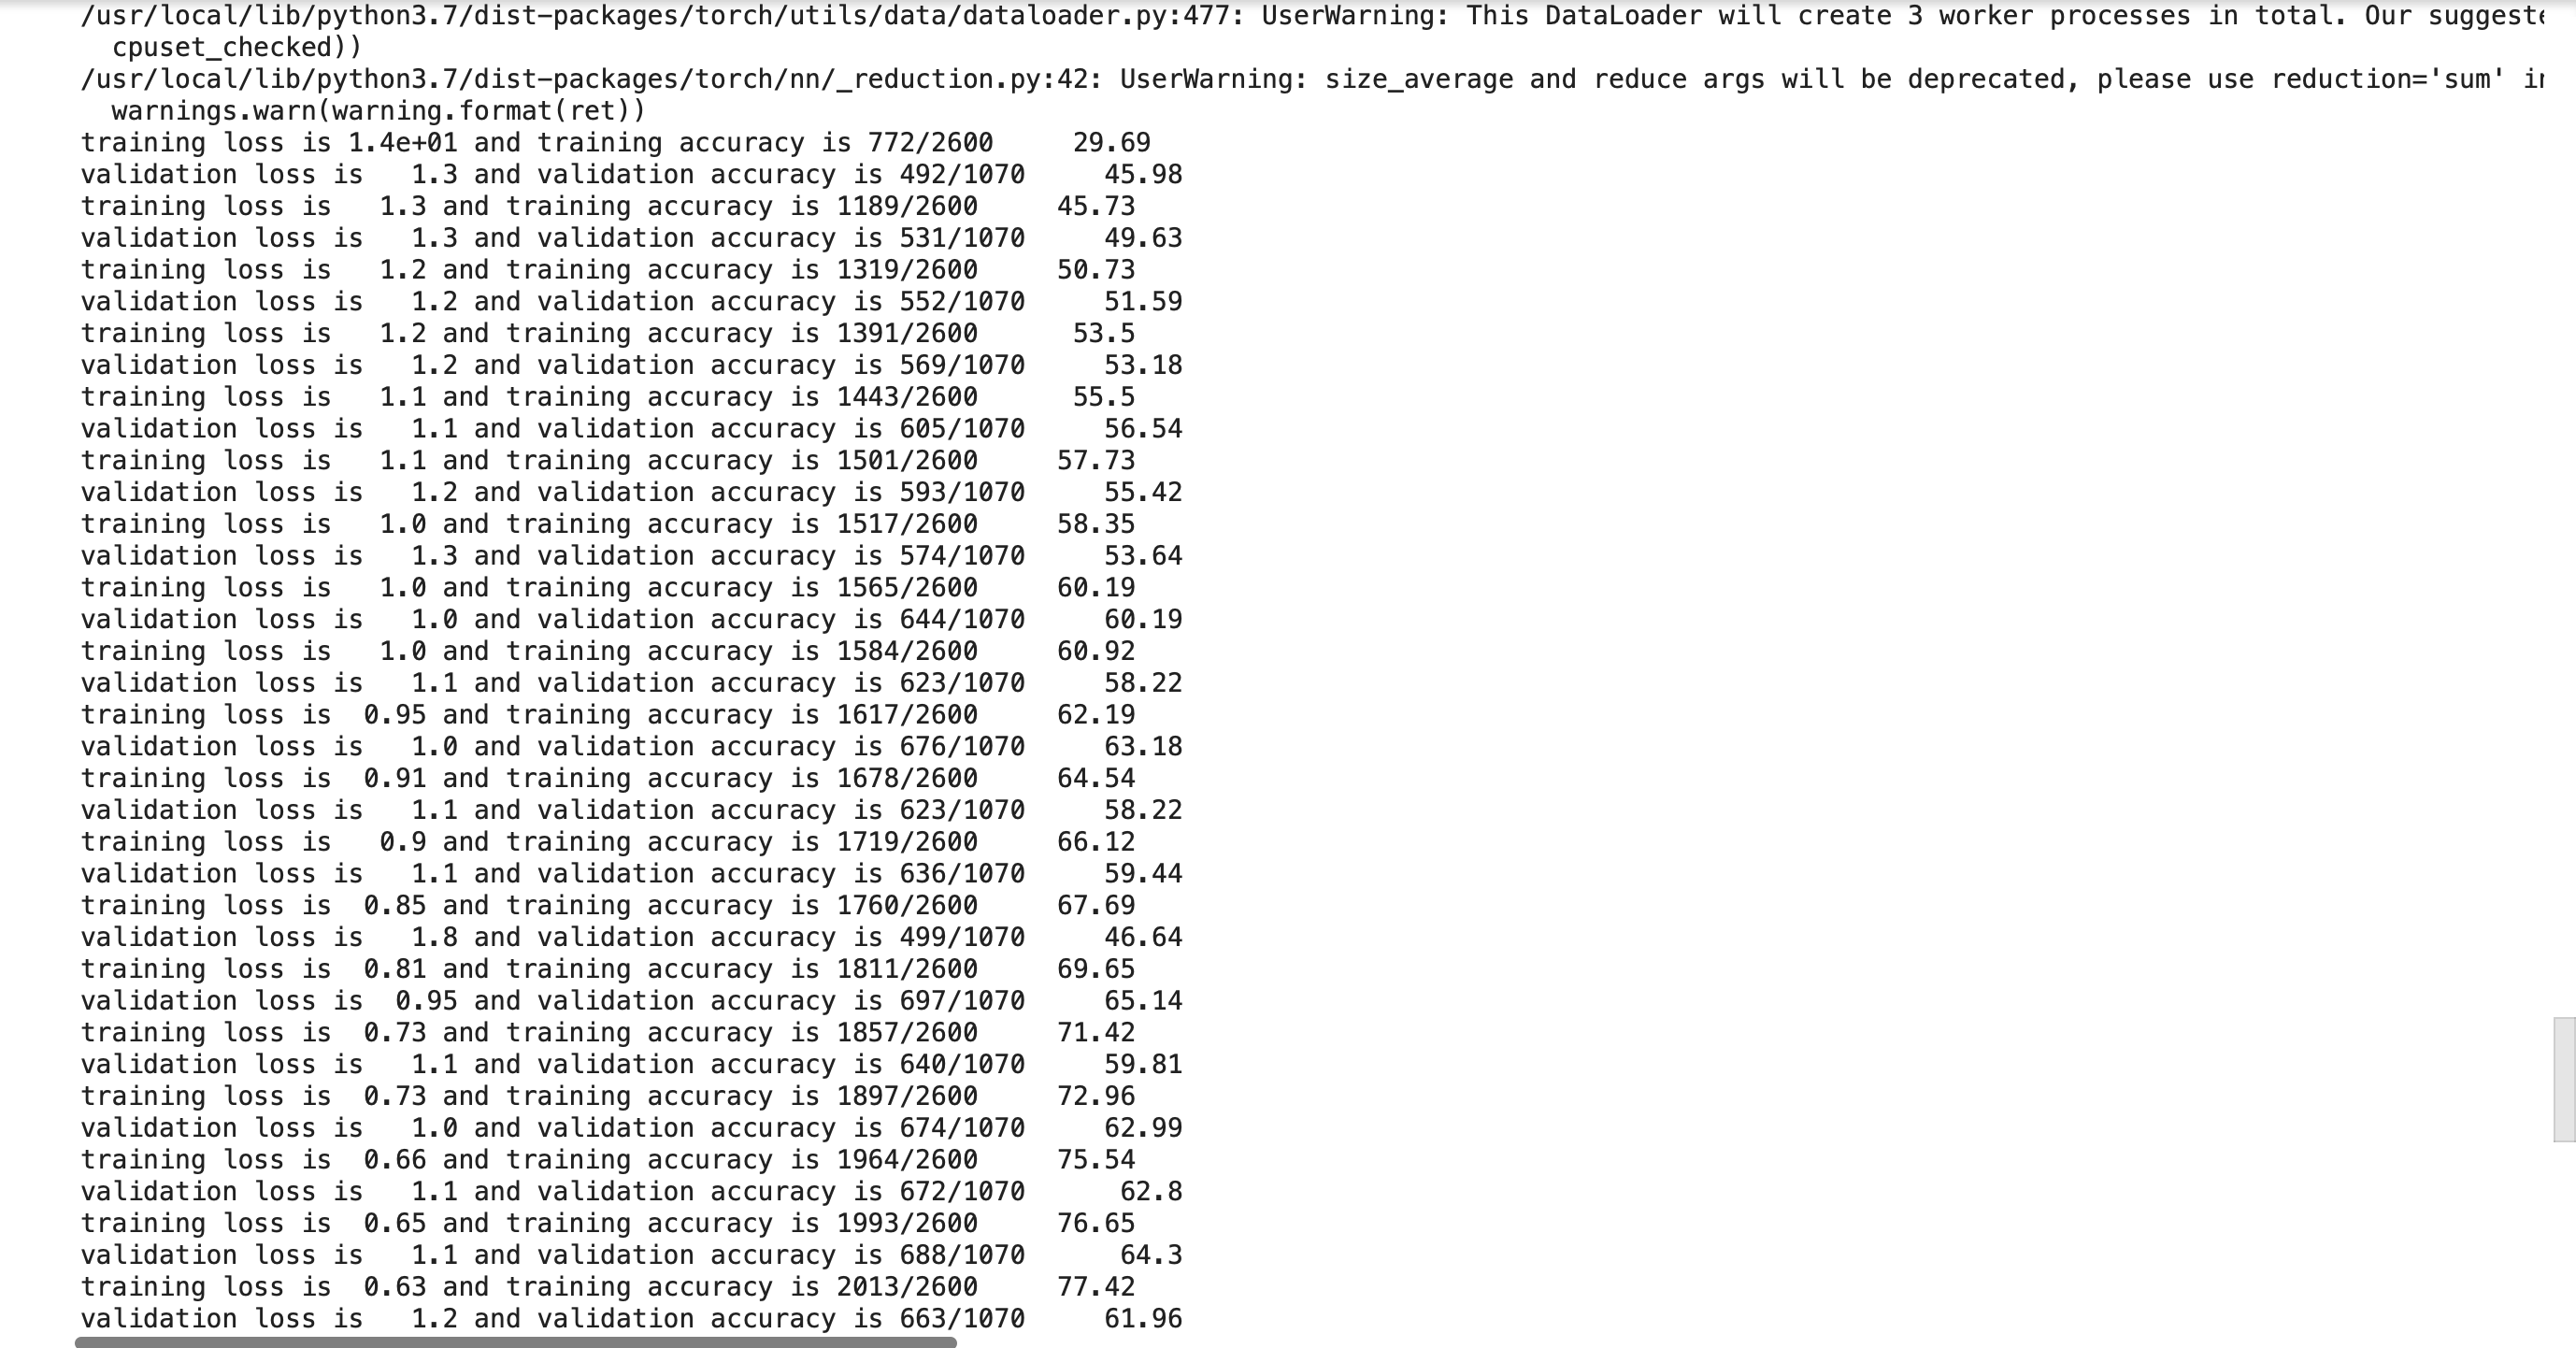 /usr/local/lib/python3.7/dist-packages/torch/utils/data/dataloader.py:477: UserWarning: This DataLoader will create 3 worker processes in total. Our
cpuset_checked))
/usr/local/lib/python3.7/dist-packages/torch/nn/_reduction.py:42: UserWarning: size_average and reduce args will be deprecated, please use reduction='sum'
warnings.warn(warning.format(ret))
training loss is 1.4e+01 and training accuracy is 772/2600 29.69
validation loss is 1.3 and validation accuracy is 492/1070 45.98
training loss is 1.3 and training accuracy is 1189/2600 45.73
validation loss is 1.3 and validation accuracy is 531/1070 49.63
training loss is 1.2 and training accuracy is 1319/2600 50.73
validation loss is 1.2 and validation accuracy is 552/1070 51.59
training loss is 1.2 and training accuracy is 1391/2600 53.5
validation loss is 1.2 and validation accuracy is 569/1070 53.18
training loss is 1.1 and training accuracy is 1443/2600 55.5
validation loss is 1.1 and validation accuracy is 605/1070 56.54
training loss is 1.1 and training accuracy is 1501/2600 57.73
validation loss is 1.2 and validation accuracy is 593/1070 55.42
training loss is 1.0 and training accuracy is 1517/2600 58.35
validation loss is 1.3 and validation accuracy is 574/1070 53.64
training loss is 1.0 and training accuracy is 1565/2600 60.19
validation loss is 1.0 and validation accuracy is 644/1070 60.19
training loss is 1.0 and training accuracy is 1584/2600 60.92
validation loss is 1.1 and validation accuracy is 623/1070 58.22
training loss is 0.95 and training accuracy is 1617/2600 62.19
validation loss is 1.0 and validation accuracy is 676/1070 63.18
training loss is 0.91 and training accuracy is 1678/2600 64.54
validation loss is 1.1 and validation accuracy is 623/1070 58.22
training loss is 0.9 and training accuracy is 1719/2600 66.12
validation loss is 1.1 and validation accuracy is 636/1070 59.44
training loss is 0.85 and training accuracy is 1760/2600 67.69
validation loss is 1.8 and validation accuracy is 499/1070 46.64
training loss is 0.81 and training accuracy is 1811/2600 69.65
validation loss is 0.95 and validation accuracy is 697/1070 65.14
training loss is 0.73 and training accuracy is 1857/2600 71.42
validation loss is 1.1 and validation accuracy is 640/1070 59.81
training loss is 0.73 and training accuracy is 1897/2600 72.96
validation loss is 1.0 and validation accuracy is 674/1070 62.99
training loss is 0.66 and training accuracy is 1964/2600 75.54
validation loss is 1.1 and validation accuracy is 672/1070 62.8
training loss is 0.65 and training accuracy is 1993/2600 76.65
validation loss is 1.1 and validation accuracy is 688/1070 64.3
training loss is 0.63 and training accuracy is 2013/2600 77.42
validation loss is 1.2 and validation accuracy is 663/1070 61.96